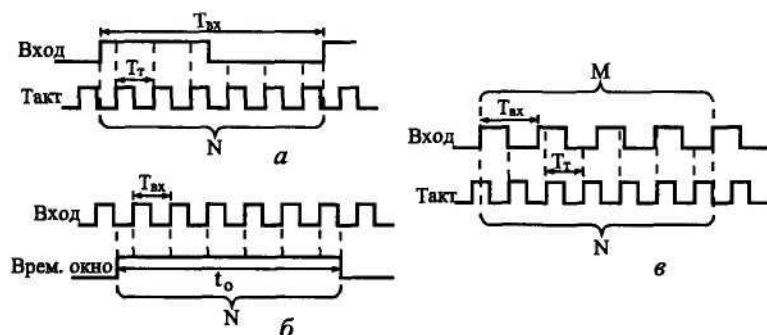 Tвх
Вход
Tт
Такт
N
а
Tвх
Вход
Врем. окно
tо
N
б
M
Tвх
Вход
Tт
Такт
N
в